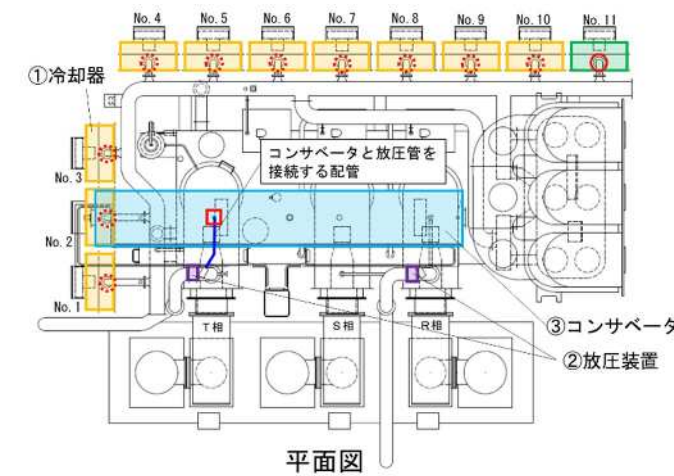 No.4 No.5 No.6 No.7 No.8 No.9 No.10 No.11
①冷却器
コンサベータと放圧管を
接続する配管
No.3
No.2
No.1
T相 S相 R相
③コンサベータ
②放圧装置
平面図